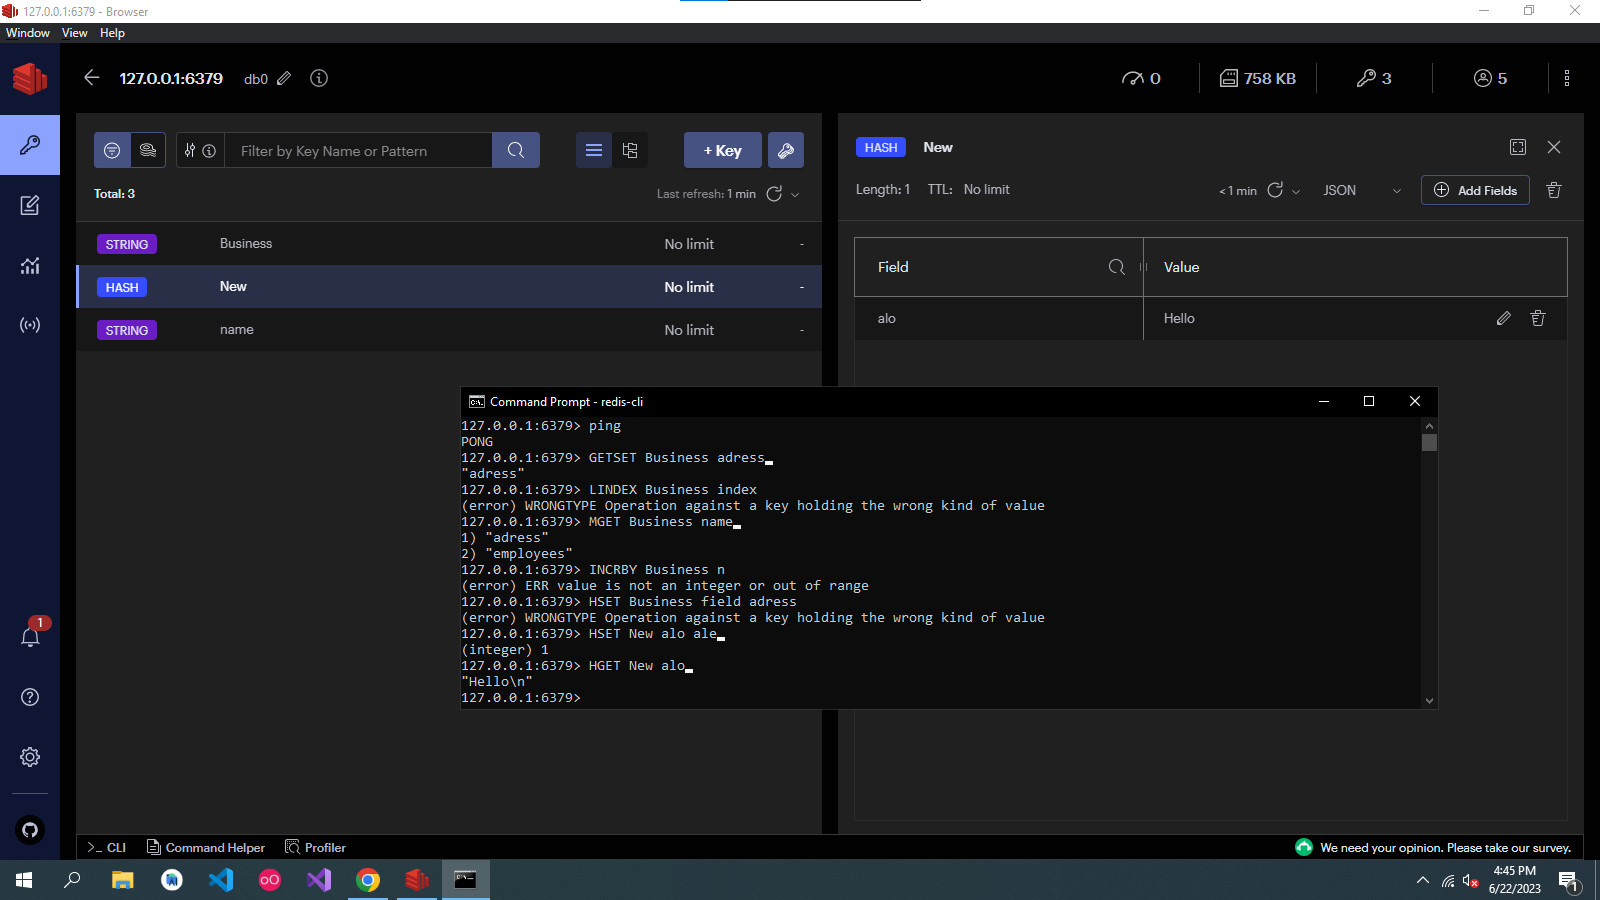 127.0.0.1:6379 - Browser
Window View Help
127.0.0.1:6379 db0 0 758 KB 3 5
Filter by Key Name or Pattern + Key
Total: 3 Last refresh: 1 min
STRING Business No limit -
HASH New No limit -
STRING name No limit -
HASH New
Length: 1 TTL: No limit < 1 min JSON Add Fields
Field Value
alo Hello
Command Prompt - redis-cli
127.0.0.1:6379> ping
PONG
127.0.0.1:6379> GETSET Business adress
"adress"
127.0.0.1:6379> LINDEX Business index
(error) WRONGTYPE Operation against a key holding the wrong kind of value
127.0.0.1:6379> MGET Business name
1) "adress"
2) "employees"
127.0.0.1:6379> INCRBY Business n
(error) ERR value is not an integer or out of range
127.0.0.1:6379> HSET Business field adress
(error) WRONGTYPE Operation against a key holding the wrong kind of value
127.0.0.1:6379> HSET New alo ale
(integer) 1
127.0.0.1:6379> HGET New alo
"Hello\n"
127.0.0.1:6379>
1
>_ CLI Command Helper Profiler
We need your opinion. Please take our survey.
4:45 PM
6/22/2023
1